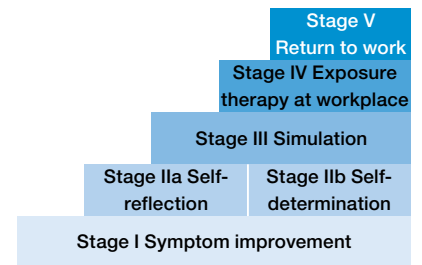 Stage V
Return to work
Stage IV Exposure
therapy at workplace
Stage III Simulation
Stage IIa Self-
reflection
Stage IIb Self-
determination
Stage I Symptom improvement